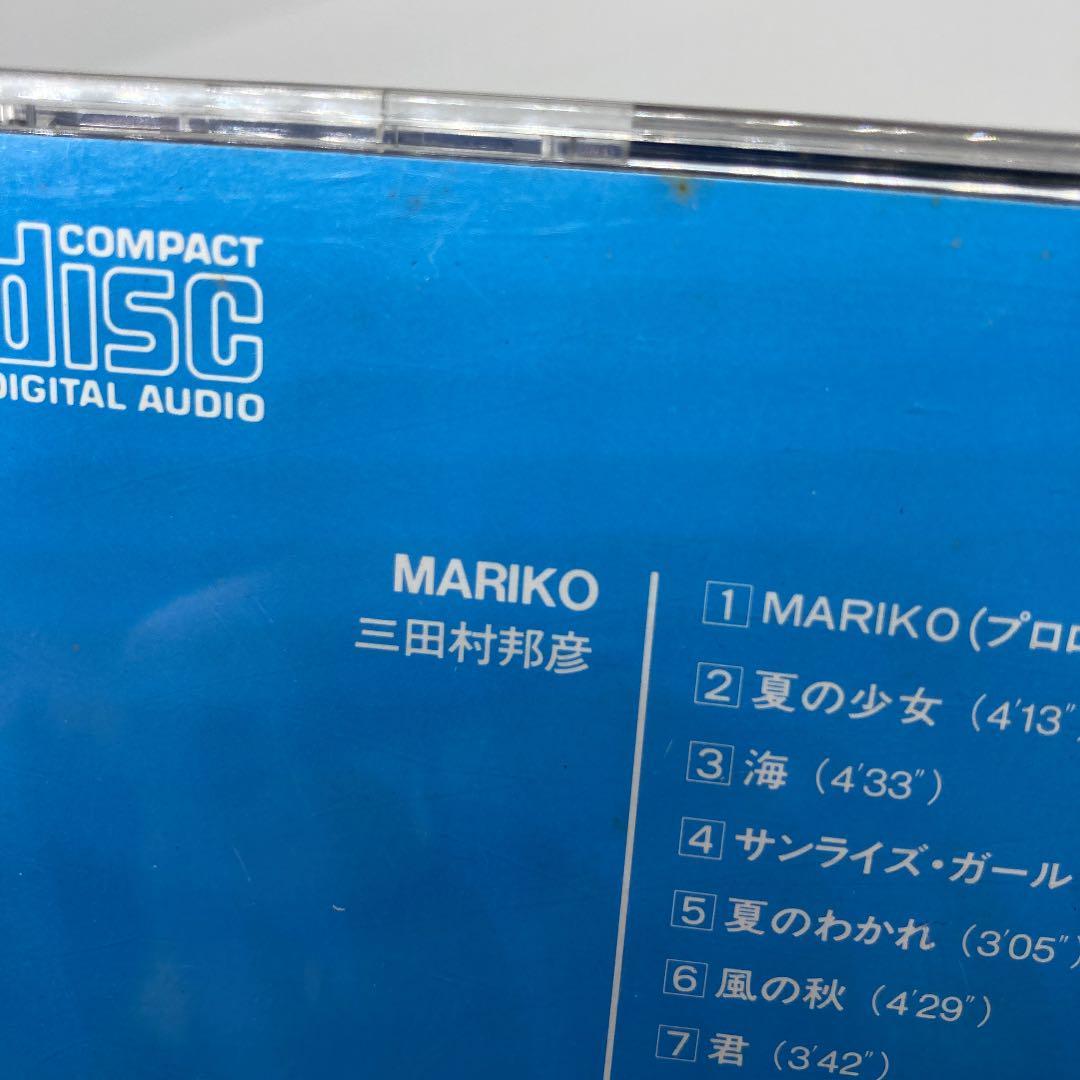 COMPACT
disc
DIGITAL AUDIO
MARIKO
三田村邦彦
1 MARIKO(プロロ
2 夏の少女 (4'13")
3 海 (4'33")
4 サンライズ・ガール
5 夏のわかれ (3'05")
6 風の秋 (4'29")
7 君 (3'42")